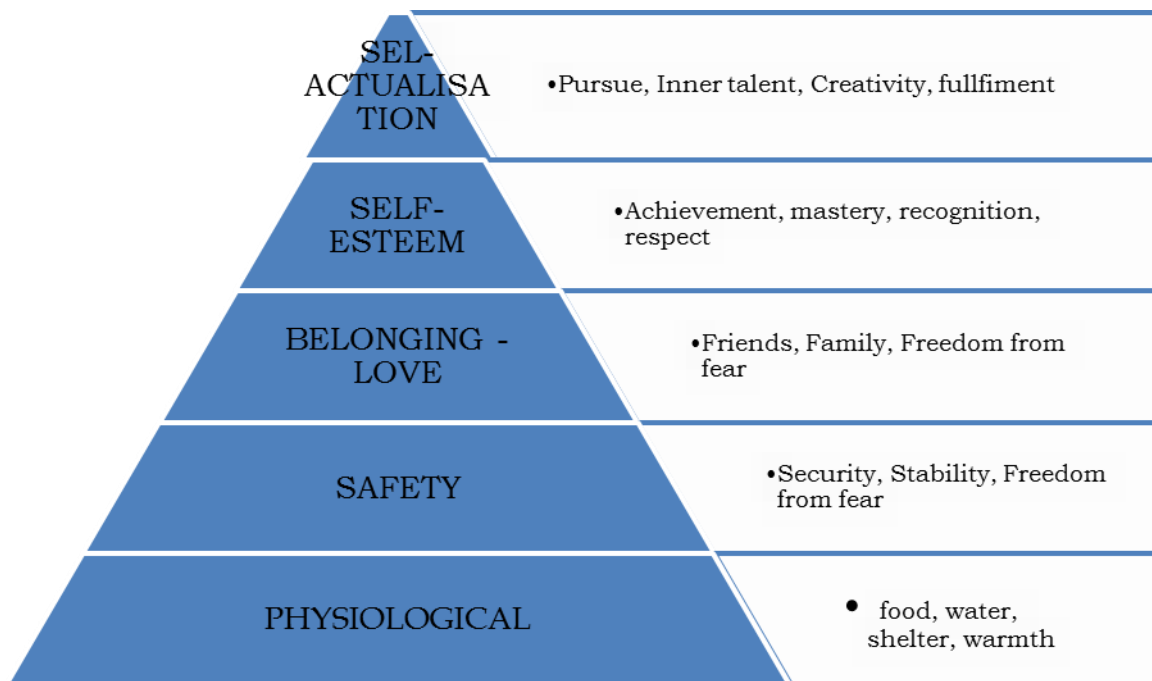 SEL-
ACTUALISA
TION
•Pursue, Inner talent, Creativity, fullfiment
SELF-
ESTEEM
•Achievement, mastery, recognition,
respect
BELONGING -
LOVE
•Friends, Family, Freedom from
fear
SAFETY
•Security, Stability, Freedom
from fear
PHYSIOLOGICAL
• food, water,
shelter, warmth